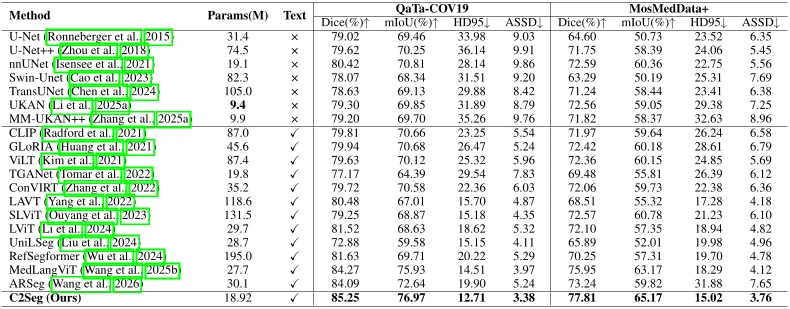 Method Params(M) Text QaTa-COV19 MosMedData+
Dice(%)↑ mIoU(%)↑ HD95↓ ASSD↓ Dice(%)↑ mIoU(%)↑ HD95↓ ASSD↓
U-Net (Ronneberger et al., 2015) 31.4 × 79.02 69.46 33.98 9.03 64.60 50.73 23.52 6.35
U-Net++ (Zhou et al., 2018) 74.5 × 79.62 70.25 36.14 9.91 71.75 58.39 24.06 5.45
nnUNet (Isensee et al., 2021) 19.1 × 80.42 70.81 28.14 9.86 72.59 60.36 22.75 5.56
Swin-Unet (Cao et al., 2023) 82.3 × 78.07 68.34 31.51 9.20 63.29 50.19 25.31 7.69
TransUNet (Chen et al., 2024) 105.0 × 78.63 69.13 29.88 8.42 71.24 58.44 23.41 6.38
UKAN (Li et al., 2025a) 9.4 × 79.30 69.85 31.89 8.79 72.56 59.05 29.38 7.25
MM-UKAN++ (Zhang et al., 2025a) 9.9 × 79.20 69.70 35.26 9.76 71.82 58.37 32.63 8.96
CLIP (Radford et al., 2021) 87.0 ✓ 79.81 70.66 23.25 5.54 71.97 59.64 26.24 6.58
GLoRIA (Huang et al., 2021) 45.6 ✓ 79.94 70.68 26.47 5.24 72.42 60.18 28.61 6.79
ViLT (Kim et al., 2021) 87.4 ✓ 79.63 70.12 25.32 5.96 72.36 60.15 24.85 5.69
TGANet (Tomar et al., 2022) 19.8 ✓ 77.17 64.39 29.54 7.83 69.48 55.81 26.39 6.12
ConVIRT (Zhang et al., 2022) 35.2 ✓ 79.72 70.58 22.36 6.03 72.06 59.73 22.38 6.36
LAVT (Yang et al., 2022) 118.6 ✓ 80.48 67.01 15.70 4.87 68.51 55.32 17.28 4.18
SLViT (Ouyang et al., 2023) 131.5 ✓ 79.25 68.87 15.18 4.35 72.57 60.78 21.23 6.10
LViT (Li et al., 2024) 29.7 ✓ 81.52 68.63 18.62 5.32 72.10 57.35 18.94 4.82
UniLSeg (Liu et al., 2024) 28.7 ✓ 72.88 59.58 15.15 4.11 65.89 52.01 19.98 4.96
RefSegformer (Wu et al., 2024) 195.0 ✓ 81.63 69.71 20.22 5.29 70.25 57.31 19.70 4.78
MedLangViT (Wang et al., 2025b) 27.7 ✓ 84.27 75.93 14.51 3.97 75.95 63.17 18.29 4.12
ARSeg (Wang et al., 2026) 30.1 ✓ 84.09 72.64 19.90 5.24 73.24 59.82 31.88 7.65
C2Seg (Ours) 18.92 ✓ 85.25 76.97 12.71 3.38 77.81 65.17 15.02 3.76